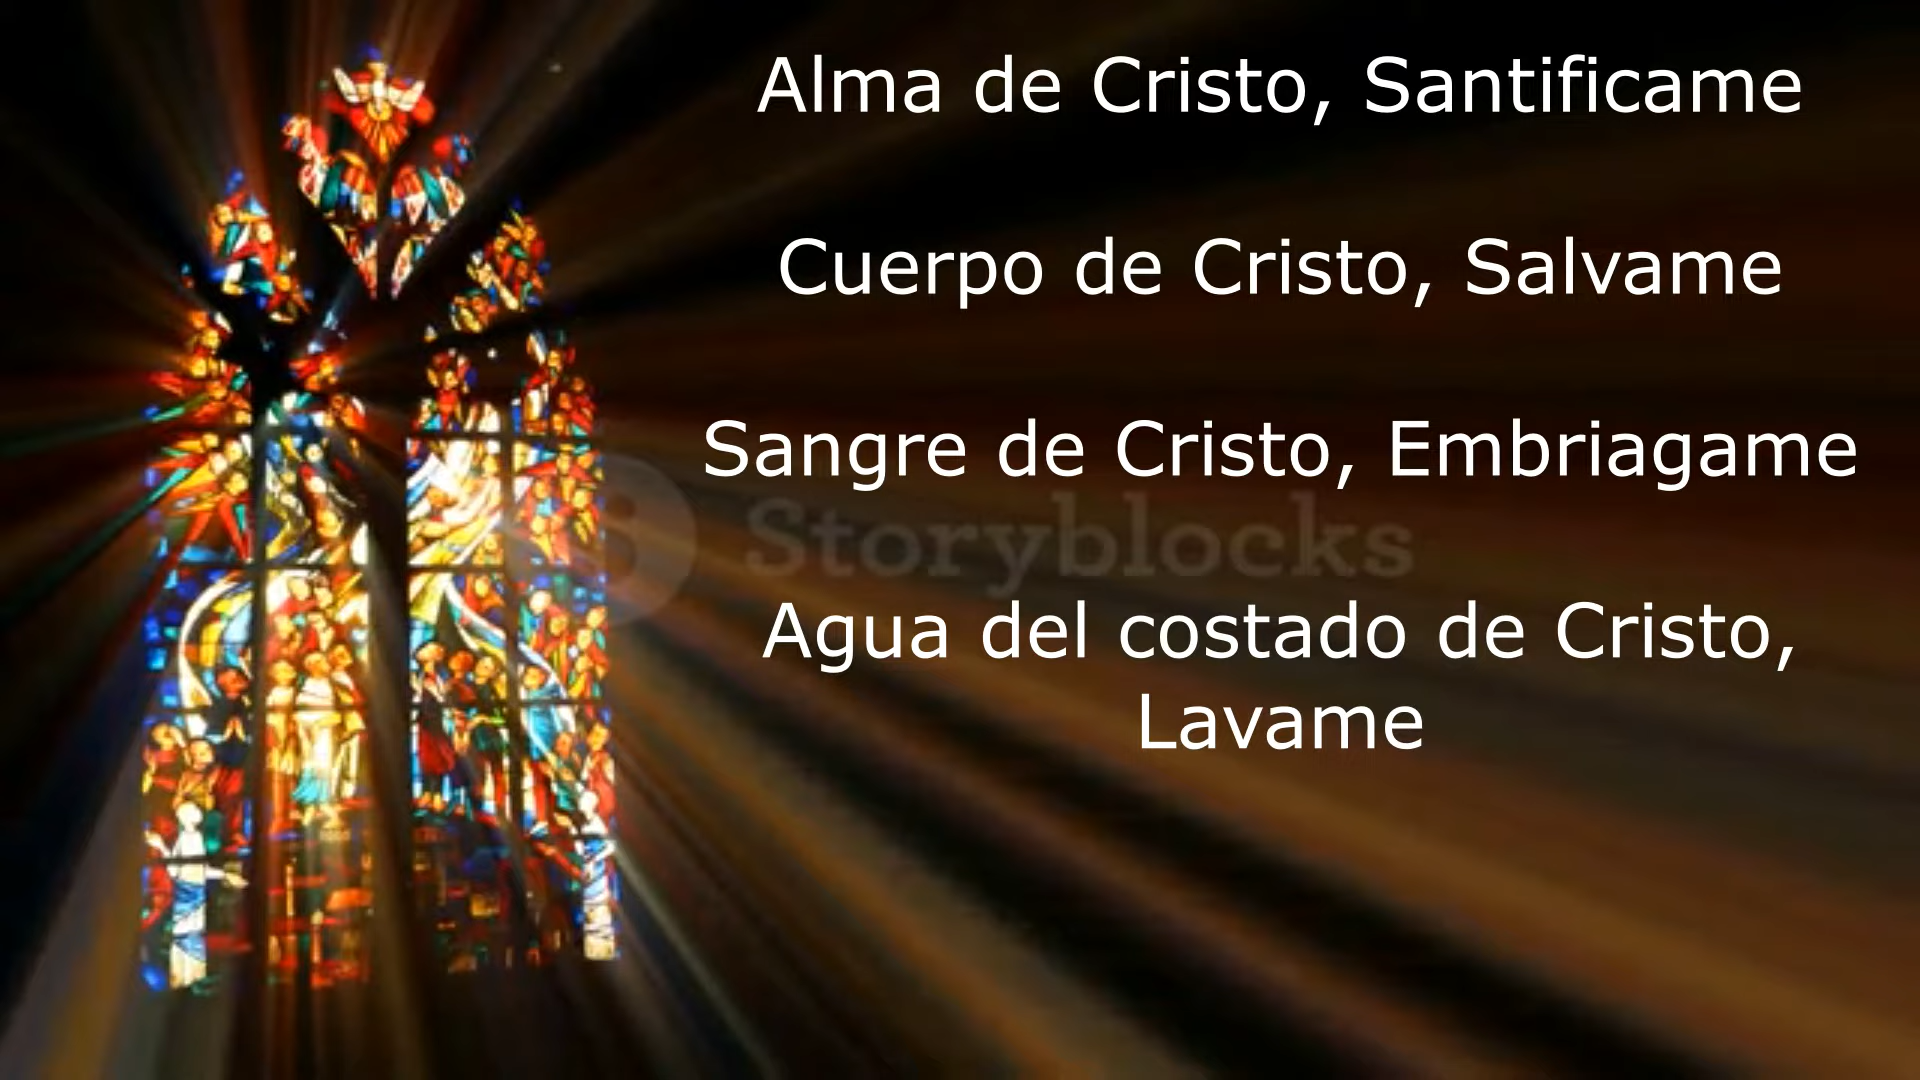 Alma de Cristo, Santificame
Cuerpo de Cristo, Salvame
Sangre de Cristo, Embriagame
Storyblocks
Agua del costado de Cristo,
Lavame